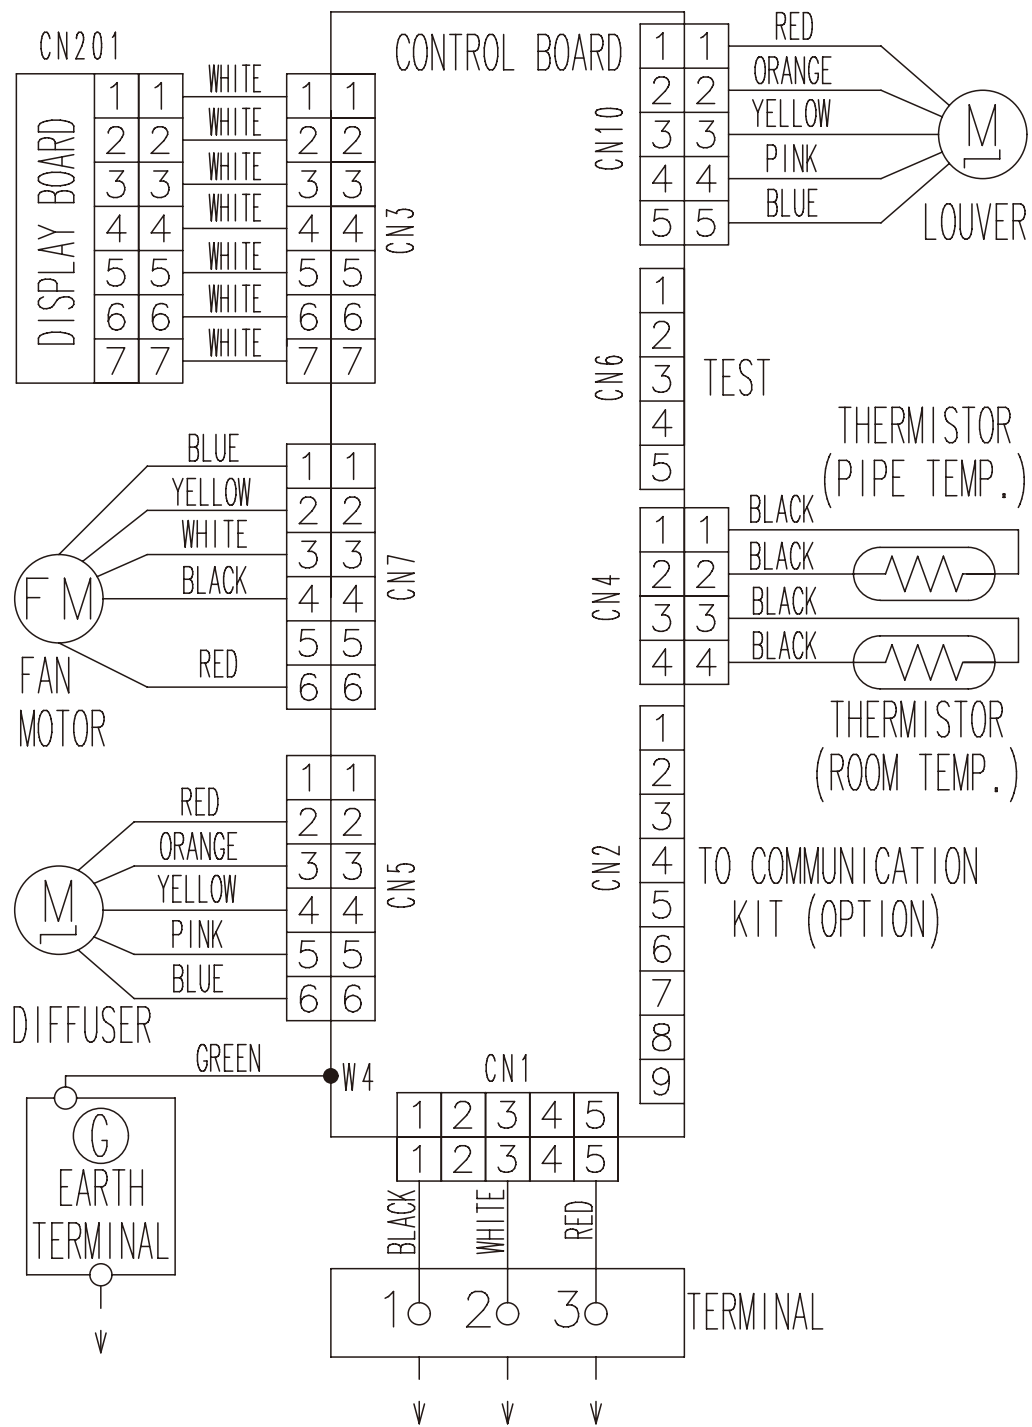 CN201
DISPLAY BOARD
1 1 WHITE 1 1
2 2 WHITE 2 2
3 3 WHITE 3 3
4 4 WHITE 4 4
5 5 WHITE 5 5
6 6 WHITE 6 6
7 7 WHITE 7 7
CN3
CONTROL BOARD
CN10
1 1 RED
2 2 ORANGE
3 3 YELLOW
4 4 PINK
5 5 BLUE
M
LOUVER
CN6
1
2
3
4
5
TEST
BLUE 1 1
YELLOW 2 2
WHITE 3 3
BLACK 4 4
5 5
RED 6 6
CN7
FM
FAN
MOTOR
THERMISTOR
(PIPE TEMP.)
CN4
1 1 BLACK
2 2 BLACK
3 3 BLACK
4 4 BLACK
THERMISTOR
(ROOM TEMP.)
1 1
RED 2 2
ORANGE 3 3
YELLOW 4 4
PINK 5 5
BLUE 6 6
CN5
M
DIFFUSER
CN2
1
2
3
4
5
6
7
8
9
TO COMMUNICATION
KIT (OPTION)
GREEN
W4
G
EARTH
TERMINAL
CN1
1 2 3 4 5
1 2 3 4 5
BLACK
WHITE
RED
1 2 3
TERMINAL